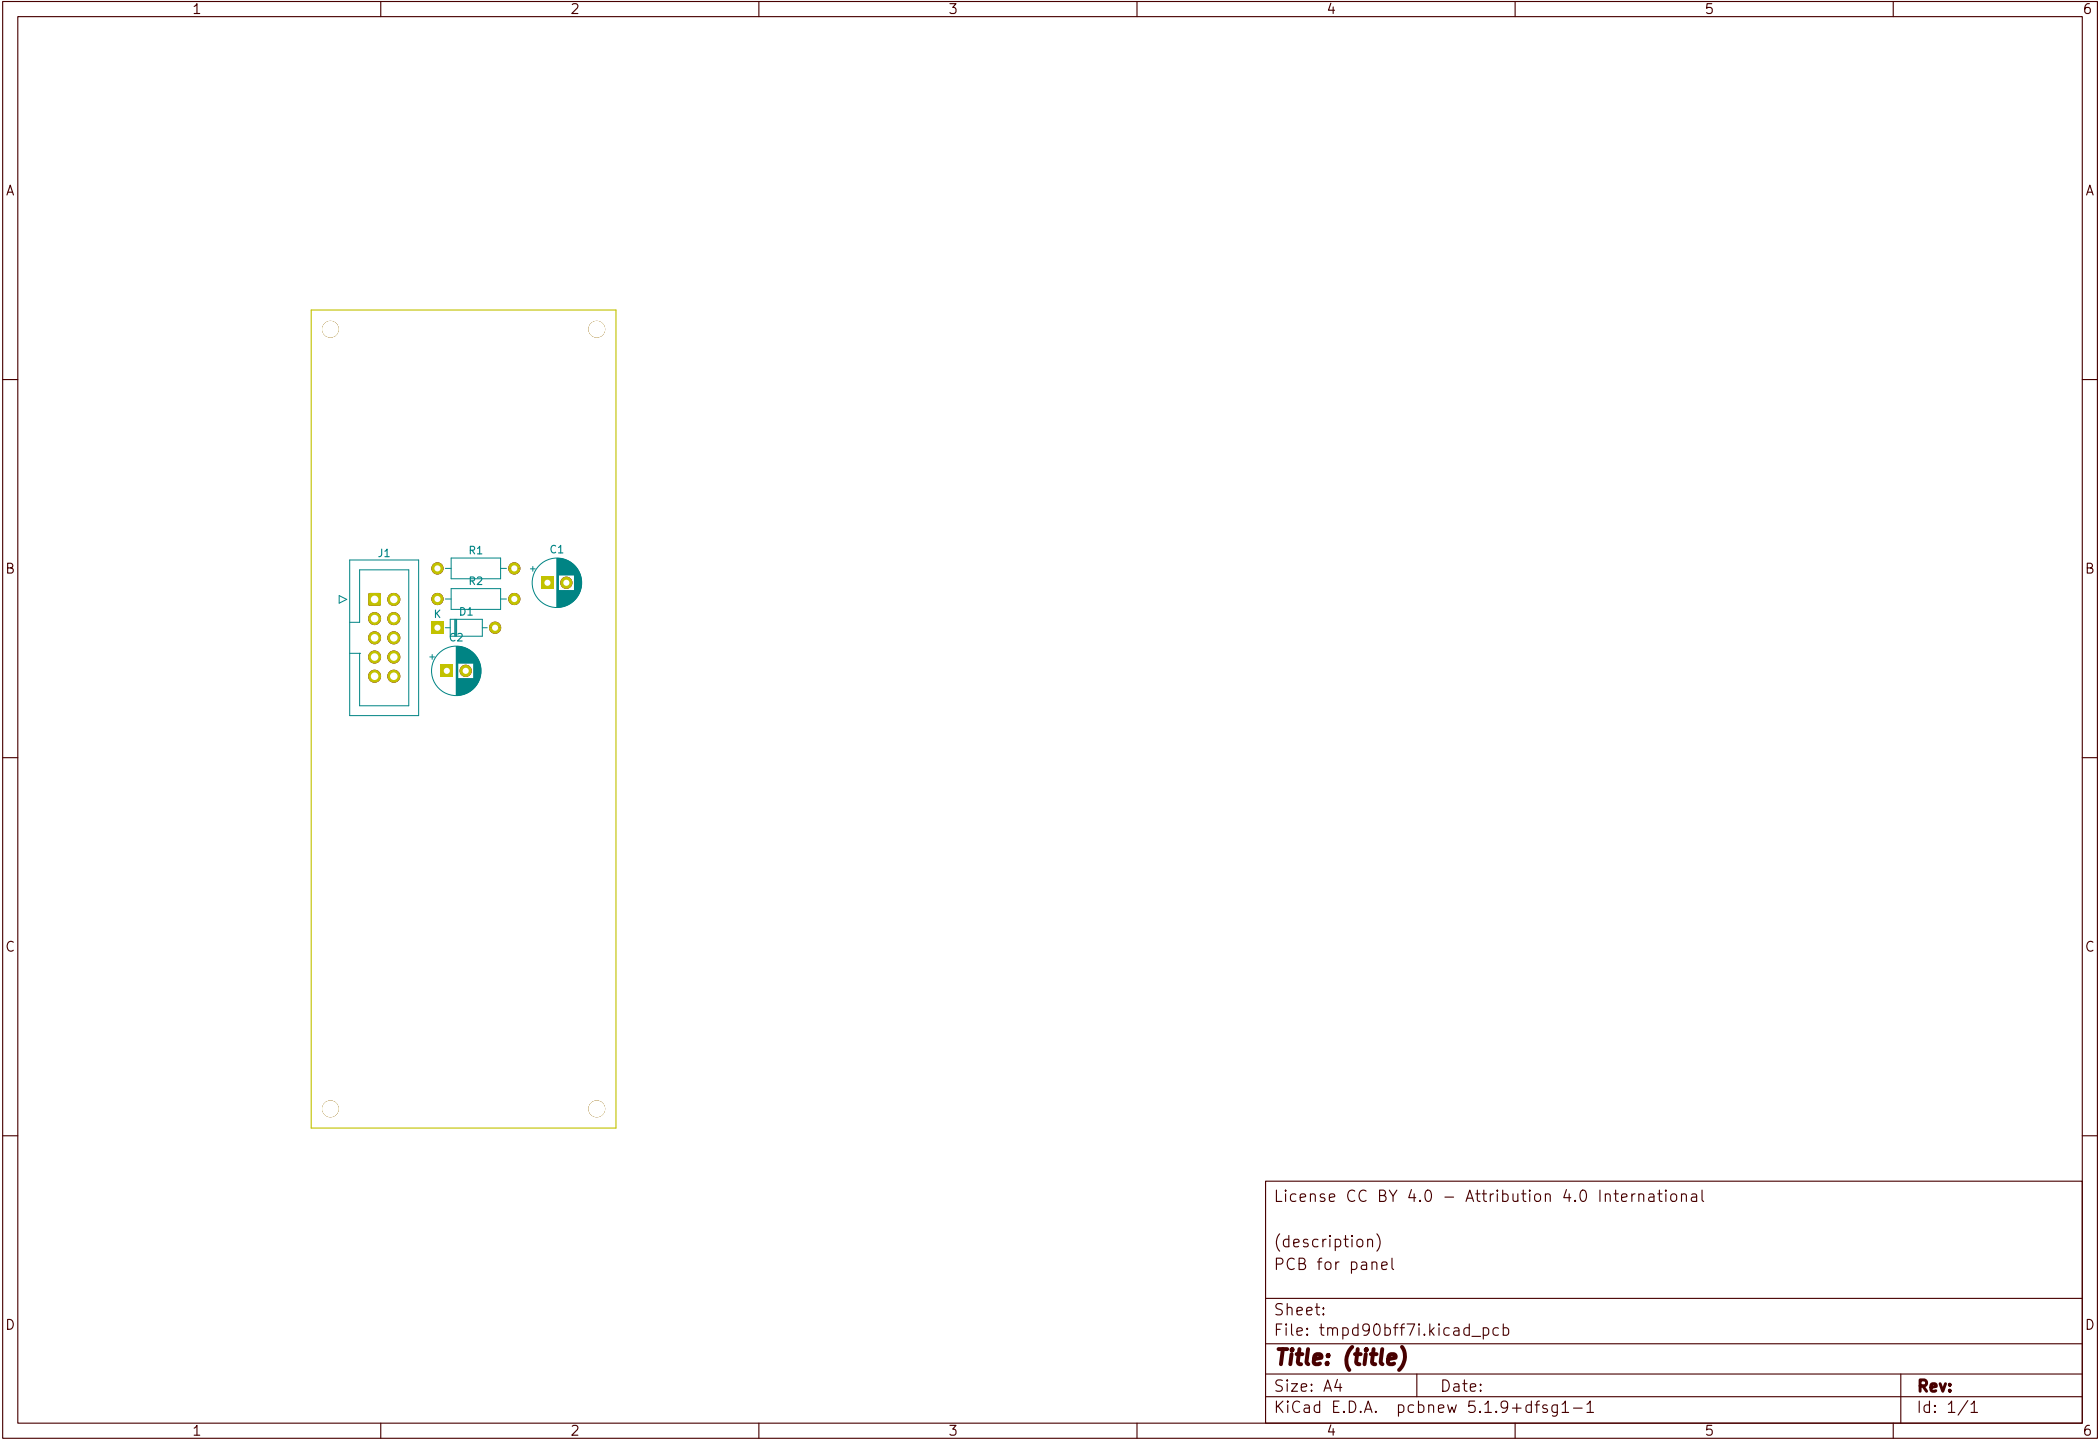 1 2 3 4 5 6
A A
J1 R1 C1
+
B R2 B
K D1
C2
+
C C
License CC BY 4.0 – Attribution 4.0 International
(description)
PCB for panel
Sheet:
D File: tmpd90bff7i.kicad_pcb D
Title: (title)
Size: A4 Date: Rev:
KiCad E.D.A. pcbnew 5.1.9+dfsg1-1 Id: 1/1
1 2 3 4 5 6